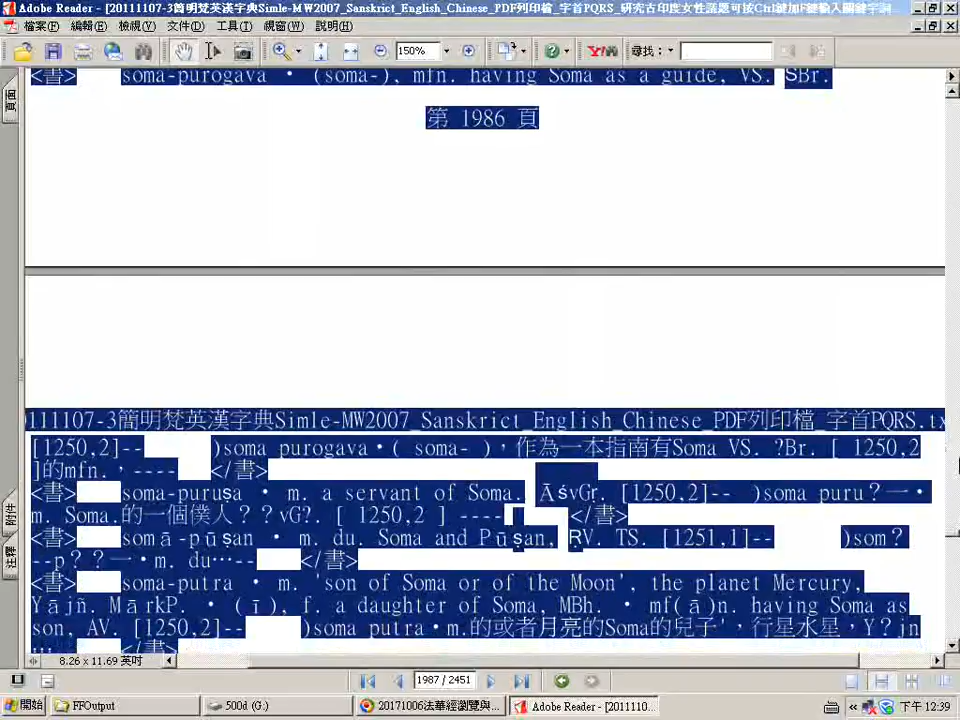 Adobe Reader - [20111107-3簡明梵英漢字典Simle-MW2007_Sanskrict_English_Chinese_PDF列印檔_字首PQRS_研究古印度女性議題可按Ctrl鍵加F鍵輸入關鍵字詞
檔案(F) 編輯(E) 檢視(V) 文件(D) 工具(T) 視窗(W) 說明(H)
150% 尋找：
頁面
<書> soma-purogava ‧ (soma-), mfn. having Soma as a guide, VS. ŚBr.
第 1986 頁
111107-3簡明梵英漢字典Simle-MW2007_Sanskrict_English_Chinese_PDF列印檔_字首PQRS.tx
[1250,2]-- )soma purogava‧( soma- )，作為一本指南有Soma VS. ?Br. [ 1250,2
]的mfn.，---- </書>
<書> soma-puruṣa ‧ m. a servant of Soma. ĀśvGṛ. [1250,2]-- )soma puru？一‧
m. Soma.的一個僕人？？vG?. [ 1250,2 ] ---- </書>
<書> somā-pūṣan ‧ m. du. Soma and Pūṣan, ṚV. TS. [1251,1]-- )som？
--p？？一‧m. du…-- </書>
<書> soma-putra ‧ m. 'son of Soma or of the Moon', the planet Mercury,
Yājñ. MārkP. ‧ (ī), f. a daughter of Soma, MBh. ‧ mf(ā)n. having Soma as
son, AV. [1250,2]-- )soma putra‧m.的或者月亮的Soma的兒子'，行星水星，Y？jn
…- </書>
附件
注釋
8.26 x 11.69 英吋
1987 / 2451
開始 FFOutput 500d (G:) 20171006法華經瀏覽與... Adobe Reader - [2011110... 下午 12:39